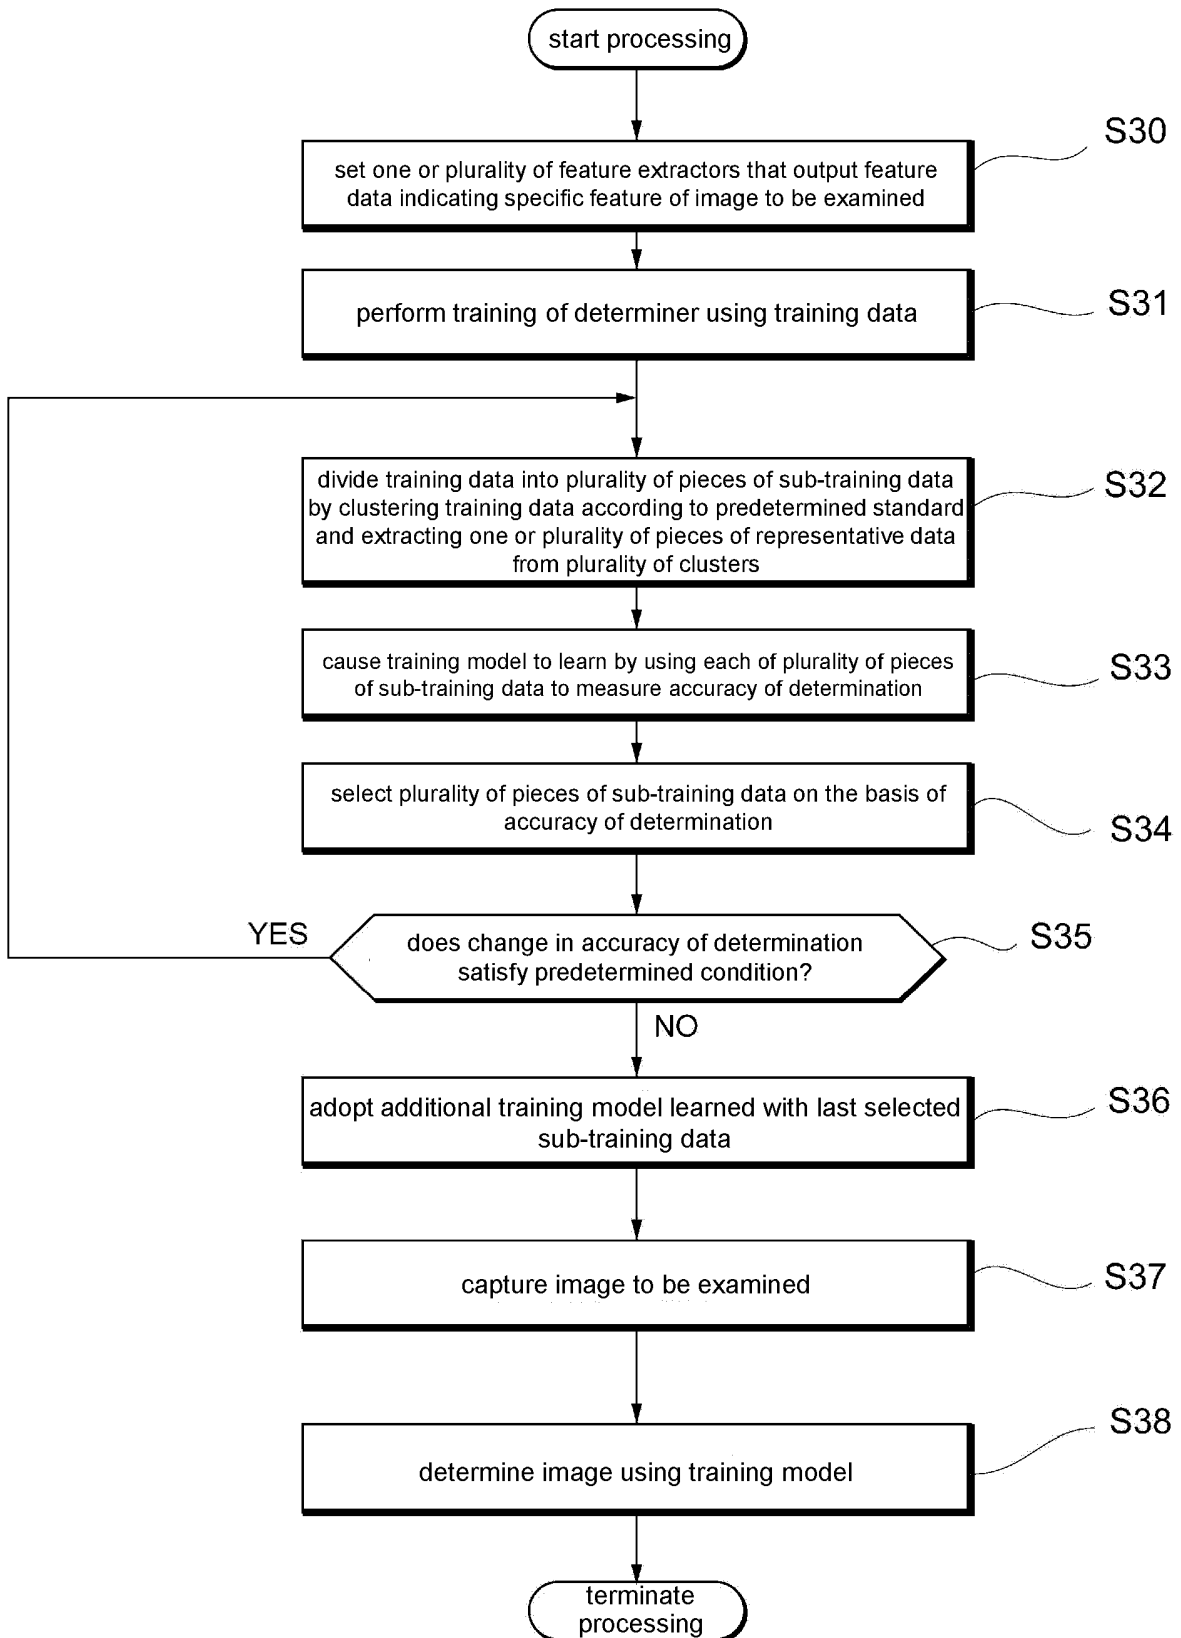 start processing
S30
set one or plurality of feature extractors that output feature
data indicating specific feature of image to be examined
S31
perform training of determiner using training data
S32
divide training data into plurality of pieces of sub-training data
by clustering training data according to predetermined standard
and extracting one or plurality of pieces of representative data
from plurality of clusters
S33
cause training model to learn by using each of plurality of pieces
of sub-training data to measure accuracy of determination
S34
select plurality of pieces of sub-training data on the basis of
accuracy of determination
YES
S35
does change in accuracy of determination
satisfy predetermined condition?
NO
S36
adopt additional training model learned with last selected
sub-training data
S37
capture image to be examined
S38
determine image using training model
terminate
processing